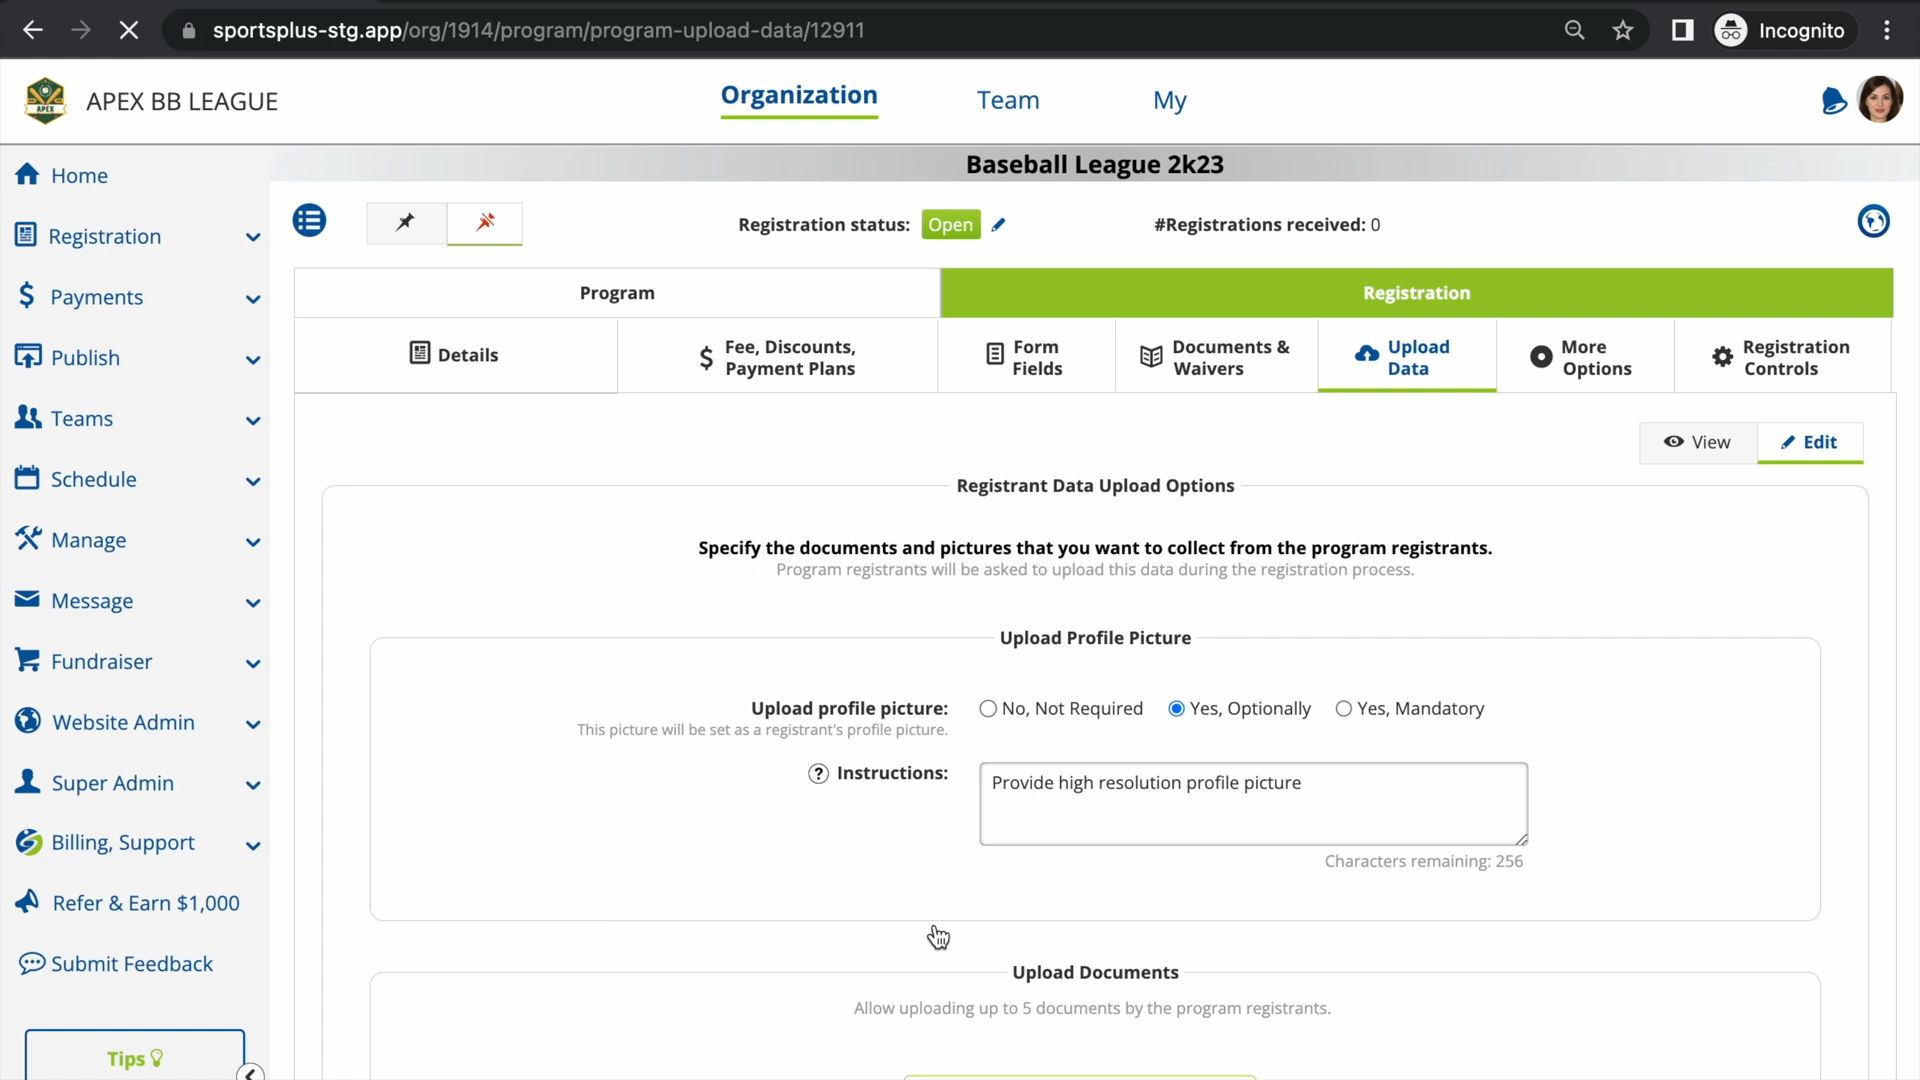 sportsplus-stg.app/org/1914/program/program-upload-data/12911
Incognito
APEX
APEX BB LEAGUE
Organization
Team
My
Home
Registration
Payments
Publish
Teams
Schedule
Manage
Message
Fundraiser
Website Admin
Super Admin
Billing, Support
Refer & Earn $1,000
Submit Feedback
Tips
Baseball League 2k23
Registration status: Open
#Registrations received: 0
Program
Registration
Details
Fee, Discounts,
Payment Plans
Form
Fields
Documents &
Waivers
Upload
Data
More
Options
Registration
Controls
View
Edit
Registrant Data Upload Options
Specify the documents and pictures that you want to collect from the program registrants.
Program registrants will be asked to upload this data during the registration process.
Upload Profile Picture
Upload profile picture: No, Not Required Yes, Optionally Yes, Mandatory
This picture will be set as a registrant's profile picture.
? Instructions:
Provide high resolution profile picture
Characters remaining: 256
Upload Documents
Allow uploading up to 5 documents by the program registrants.